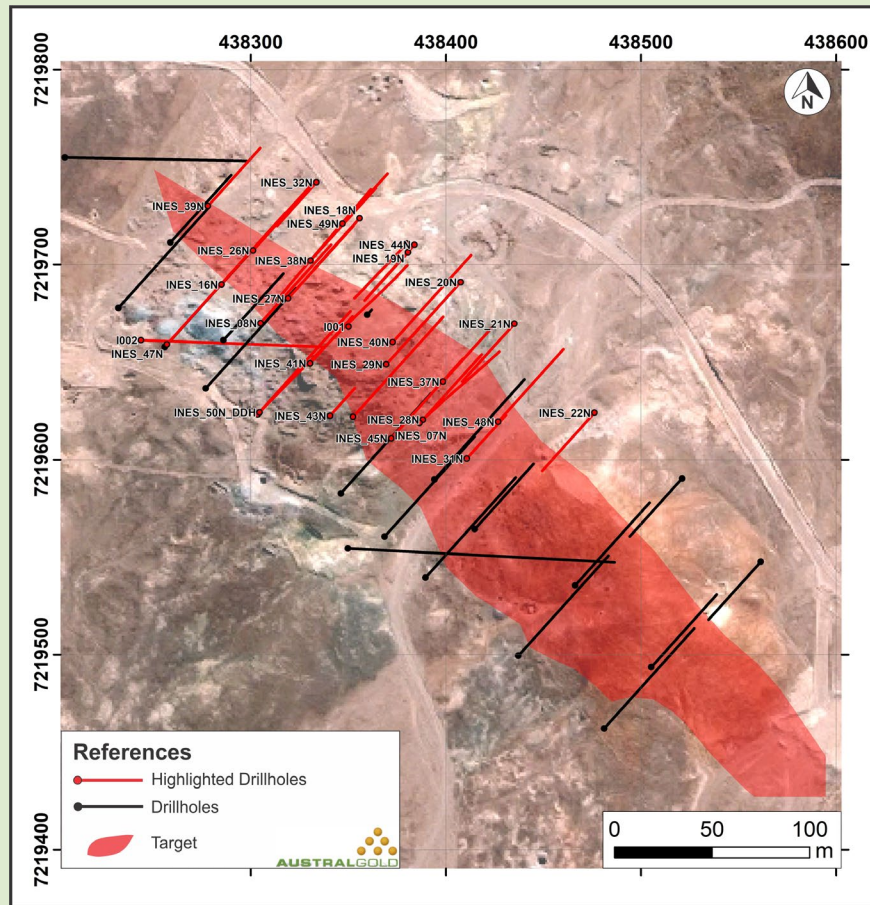 438300 438400 438500 438600
7219800
7219700
7219600
7219500
7219400
N
INES_32N
INES_39N
INES_18N
INES_49N
INES_44N
INES_26N
INES_19N
INES_38N
INES_16N
INES_20N
INES_27N
INES_08N
I001
INES_21N
I002
INES_40N
INES_47N
INES_41N
INES_29N
INES_37N
INES_50N_DDH
INES_43N
INES_28N
INES_48N
INES_22N
INES_45N
INES_07N
INES_31N
References
Highlighted Drillholes
Drillholes
Target
AUSTRALGOLD
0 50 100
m